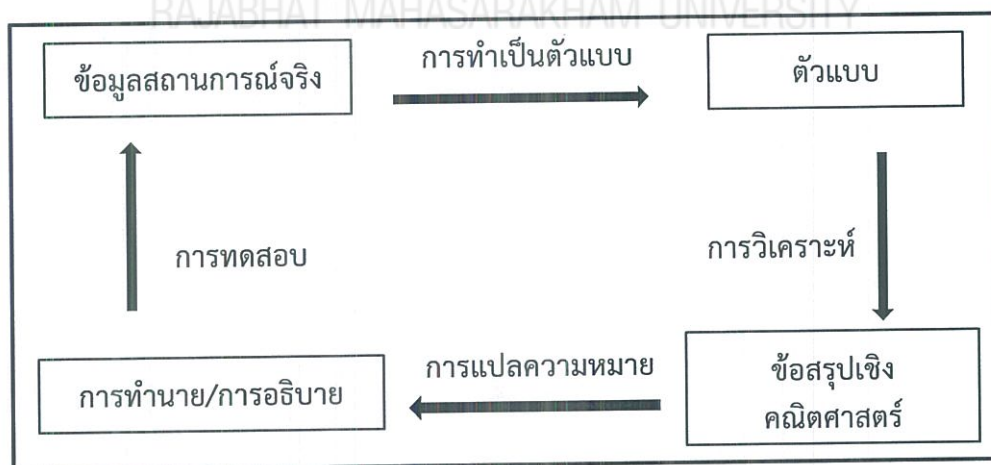 RAJABHAT MAHASARAKHAM UNIVERSITY
ข้อมูลสถานการณ์จริง
การทำเป็นตัวแบบ
ตัวแบบ
การทดสอบ
การวิเคราะห์
การทำนาย/การอธิบาย
การแปลความหมาย
ข้อสรุปเชิง
คณิตศาสตร์